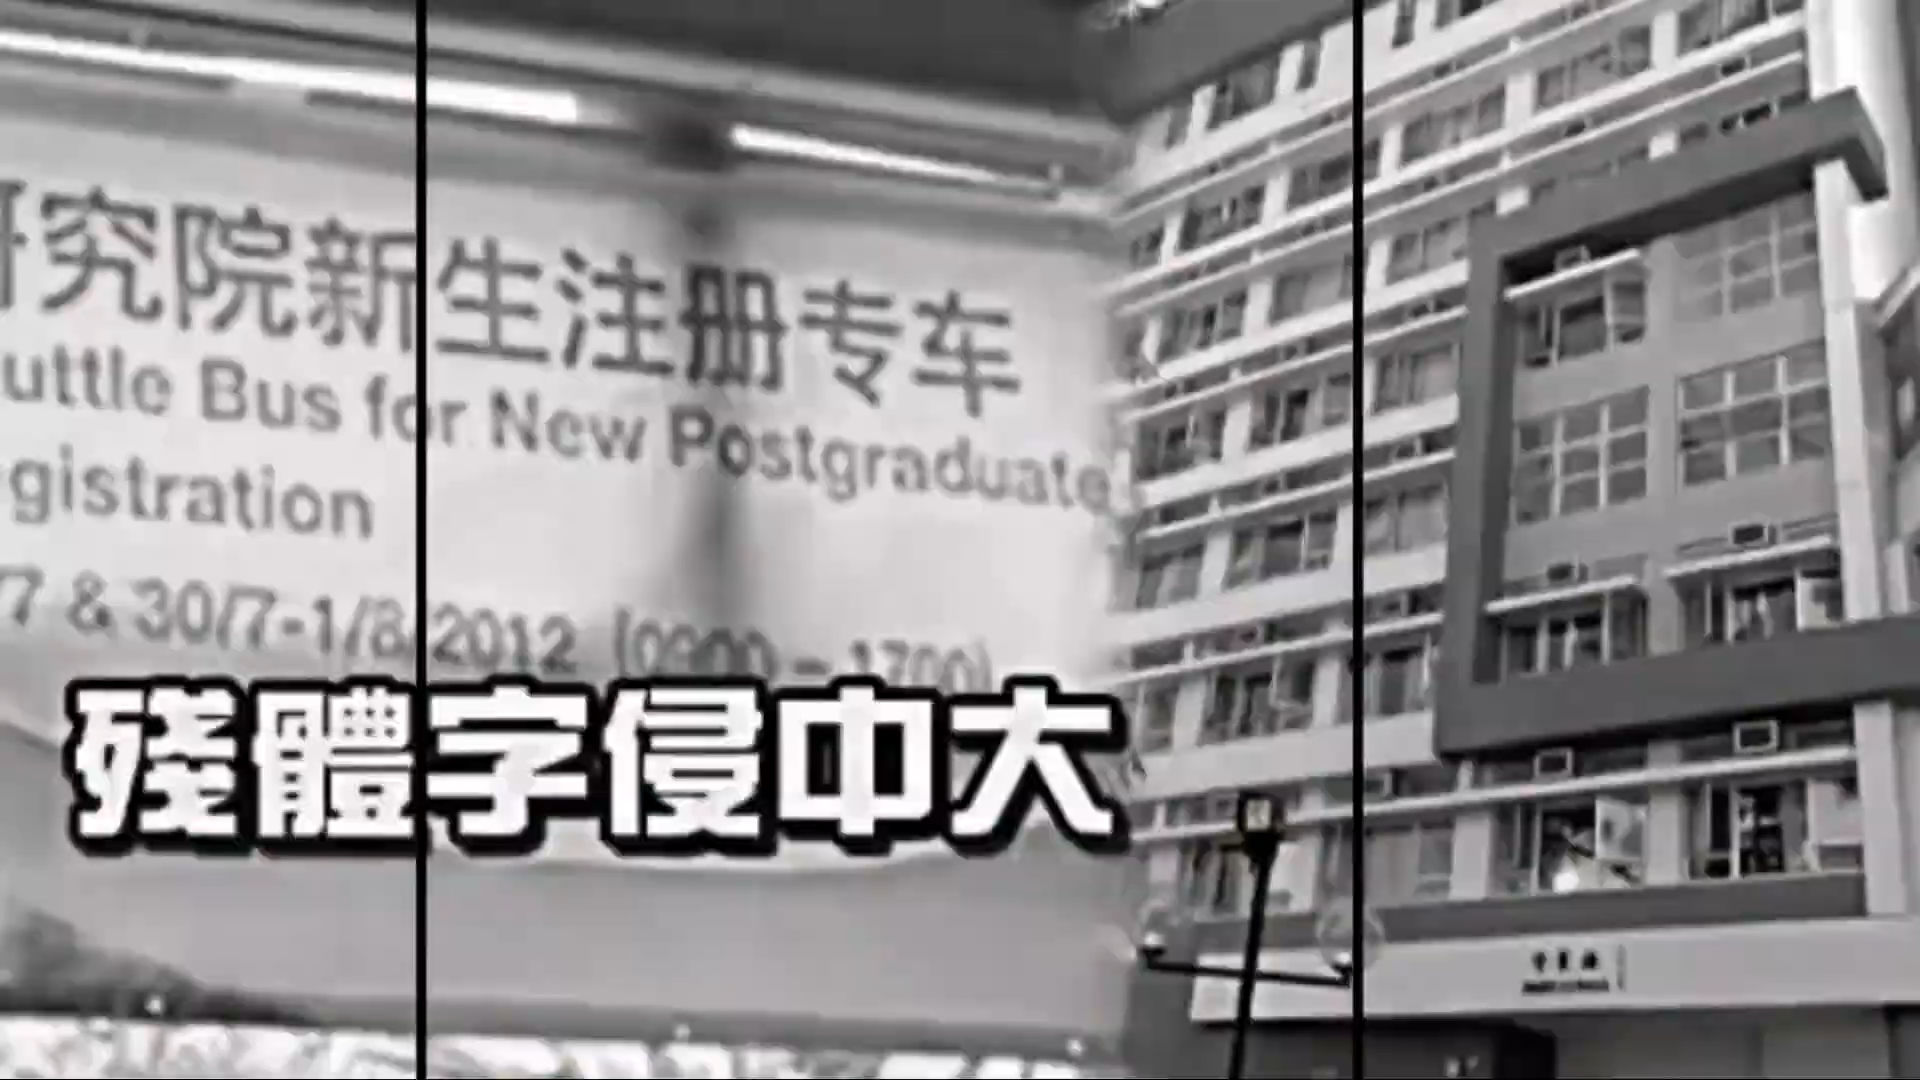 究院新生注册专车
uttle Bus for New Postgraduate
gistration
7 & 30/7-1/8/2012 (0900 – 1700)
殘體字侵中大